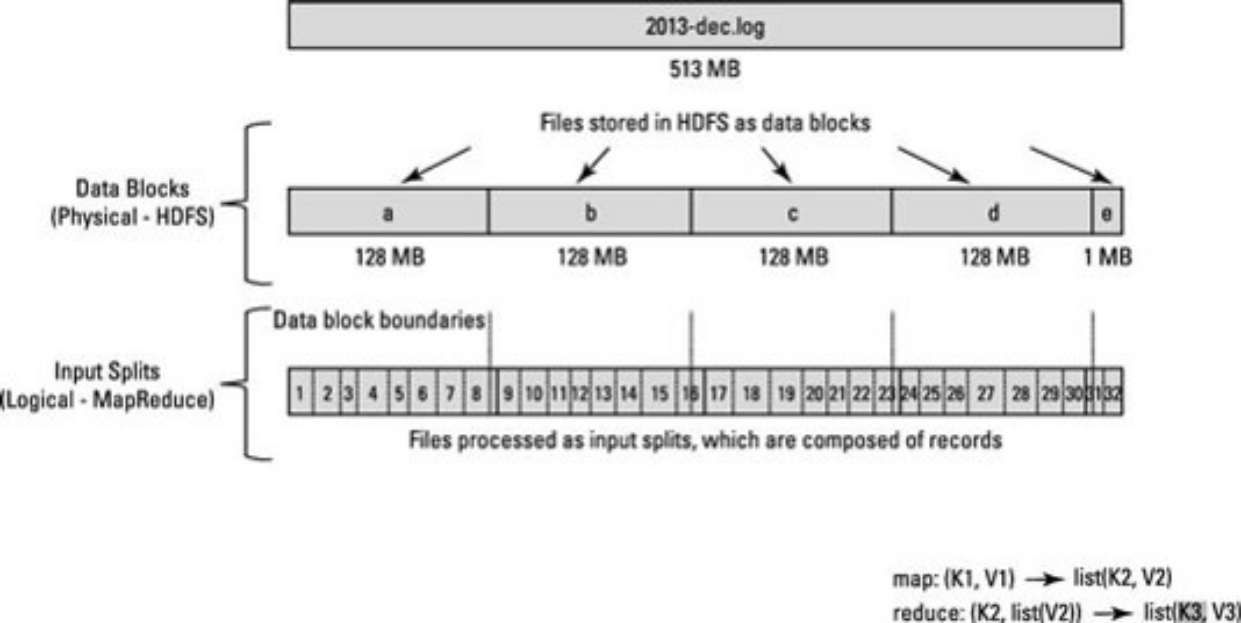 2013-dec.log
513 MB
Files stored in HDFS as data blocks
Data Blocks
(Physical - HDFS)
a b c d e
128 MB 128 MB 128 MB 128 MB 1 MB
Data block boundaries
Input Splits
(Logical - MapReduce)
1 2 3 4 5 6 7 8 9 10 11 12 13 14 15 16 17 18 19 20 21 22 23 24 25 26 27 28 29 30 31 32
Files processed as input splits, which are composed of records
map: (K1, V1) → list(K2, V2)
reduce: (K2, list(V2)) → list(K3, V3)